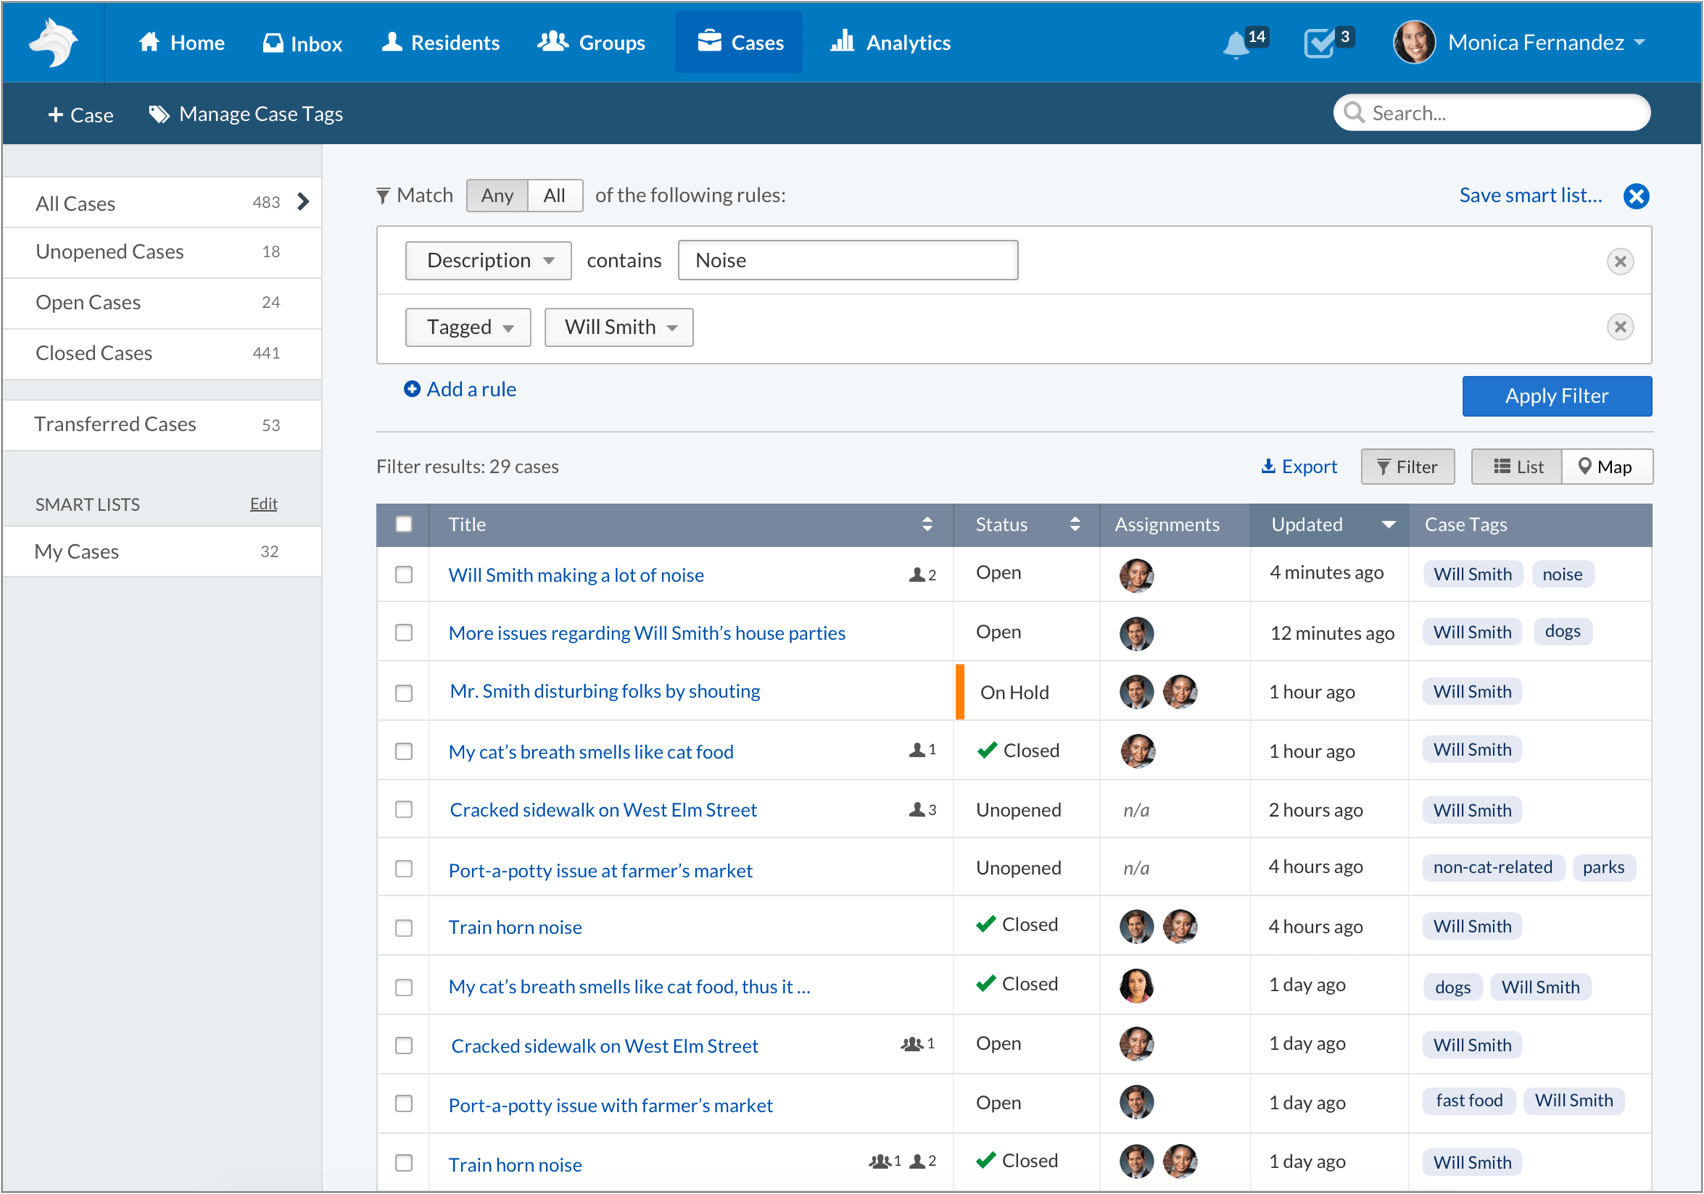 Home Inbox Residents Groups Cases Analytics 14 3 Monica Fernandez
+ Case Manage Case Tags Search...
All Cases 483
Unopened Cases 18
Open Cases 24
Closed Cases 441
Transferred Cases 53
SMART LISTS Edit
My Cases 32
Match Any All of the following rules: Save smart list...
Description contains Noise
Tagged Will Smith
Add a rule
Apply Filter
Filter results: 29 cases Export Filter List Map
Title Status Assignments Updated Case Tags
Will Smith making a lot of noise 2 Open 4 minutes ago Will Smith noise
More issues regarding Will Smith’s house parties Open 12 minutes ago Will Smith dogs
Mr. Smith disturbing folks by shouting On Hold 1 hour ago Will Smith
My cat’s breath smells like cat food 1 Closed 1 hour ago Will Smith
Cracked sidewalk on West Elm Street 3 Unopened n/a 2 hours ago Will Smith
Port-a-potty issue at farmer’s market Unopened n/a 4 hours ago non-cat-related parks
Train horn noise Closed 4 hours ago Will Smith
My cat’s breath smells like cat food, thus it ... Closed 1 day ago dogs Will Smith
Cracked sidewalk on West Elm Street 1 Open 1 day ago Will Smith
Port-a-potty issue with farmer’s market Open 1 day ago fast food Will Smith
Train horn noise 1 2 Closed 1 day ago Will Smith